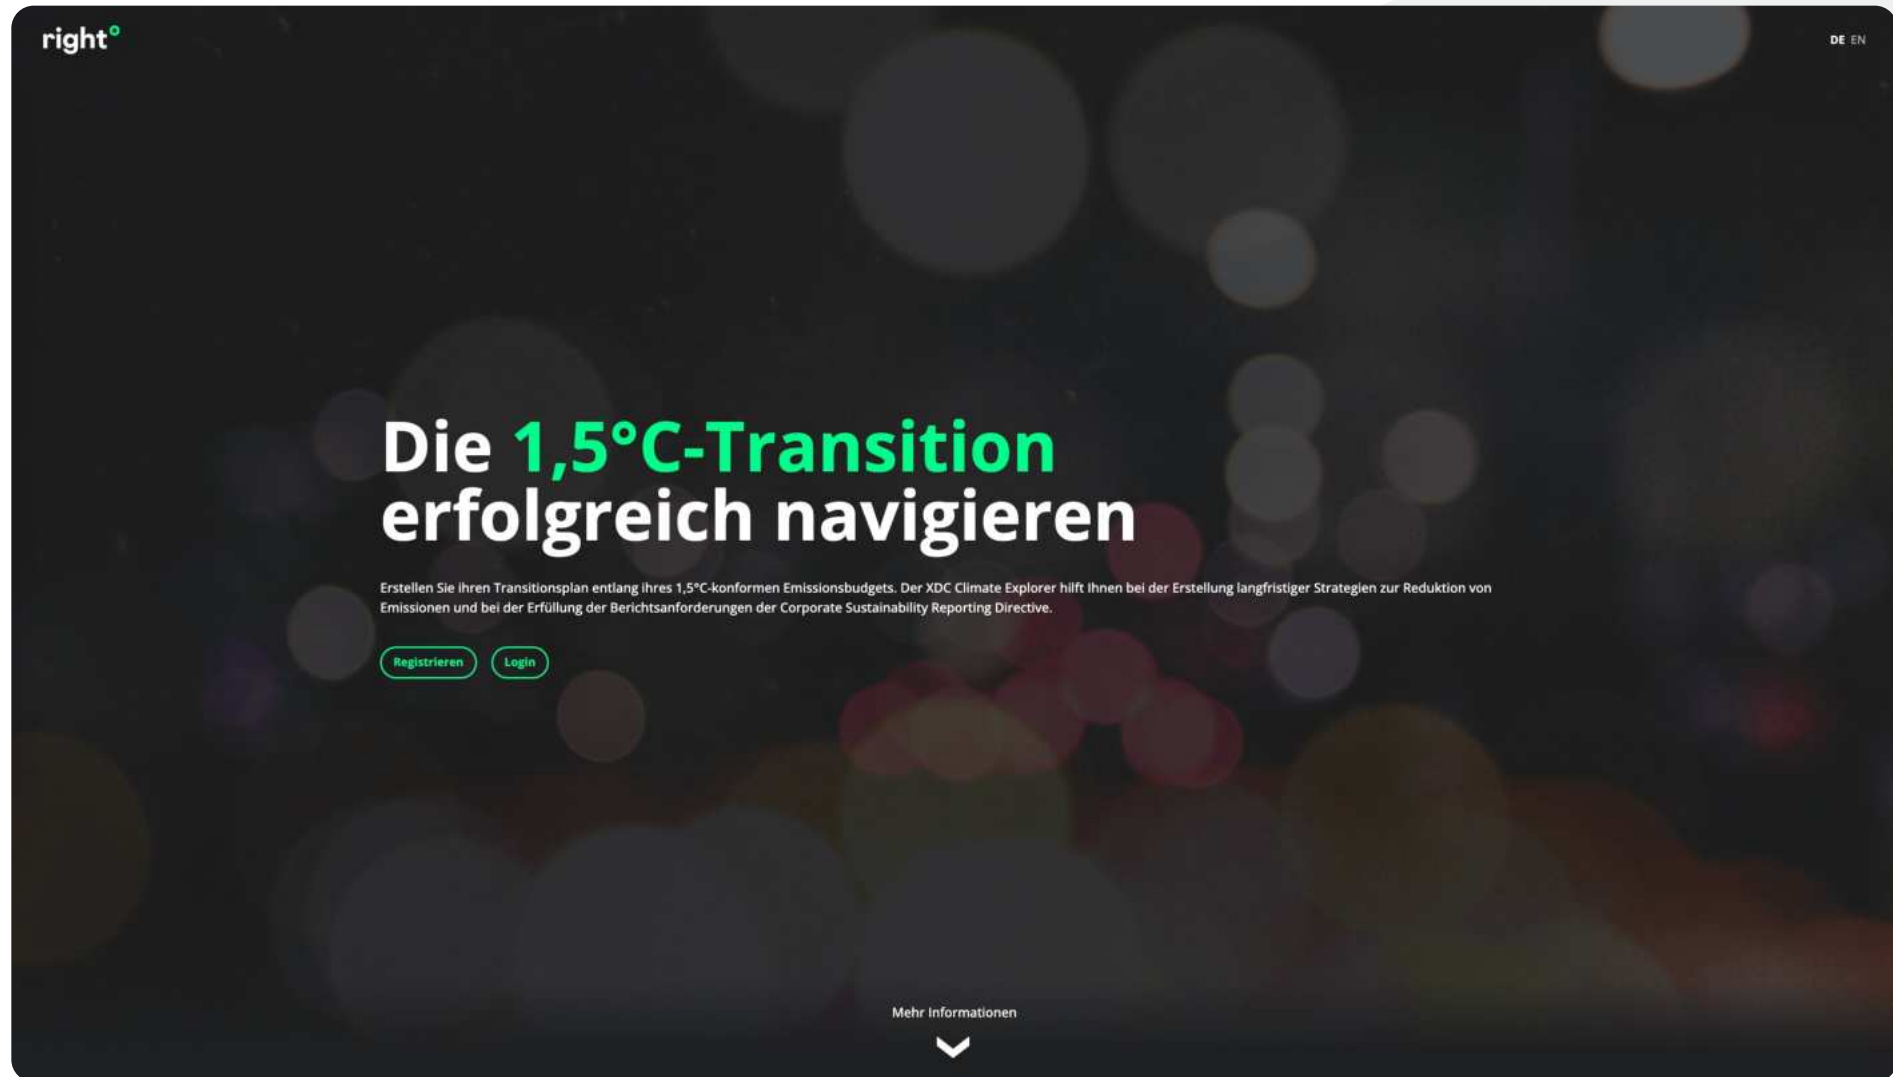 right°
DE EN
Die 1,5°C-Transition
erfolgreich navigieren
Erstellen Sie ihren Transitionsplan entlang ihres 1,5°C-konformen Emissionsbudgets. Der XDC Climate Explorer hilft Ihnen bei der Erstellung langfristiger Strategien zur Reduktion von
Emissionen und bei der Erfüllung der Berichtsanforderungen der Corporate Sustainability Reporting Directive.
Registrieren Login
Mehr Informationen